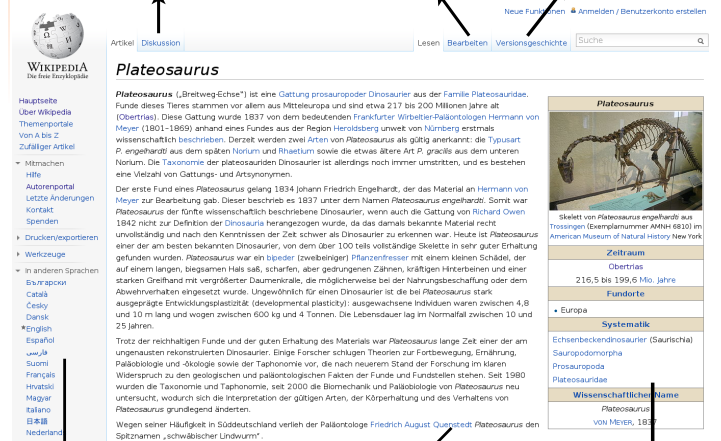 Neue Funktionen Anmelden / Benutzerkonto erstellen
Artikel Diskussion Lesen Bearbeiten Versionsgeschichte Suche
WIKIPEDIA
Die freie Enzyklopädie
Hauptseite
Über Wikipedia
Themenportale
Von A bis Z
Zufälliger Artikel
Mitmachen
Hilfe
Autorenportal
Letzte Änderungen
Kontakt
Spenden
Drucken/exportieren
Werkzeuge
In anderen Sprachen
Български
Català
Česky
Dansk
English
Español
فارسی
Suomi
Français
Hrvatski
Magyar
Italiano
日本語
Nederlands
Plateosaurus
Plateosaurus („Breitweg-Echse“) ist eine Gattung prosauropoder Dinosaurier aus der Familie Plateosauridae.
Funde dieses Tieres stammen vor allem aus Mitteleuropa und sind etwa 217 bis 200 Millionen Jahre alt
(Obertrias). Diese Gattung wurde 1837 von dem bedeutenden Frankfurter Wirbeltier-Paläontologen Hermann von
Meyer (1801–1869) anhand eines Fundes aus der Region Heroldsberg unweit von Nürnberg erstmals
wissenschaftlich beschrieben. Derzeit werden zwei Arten von Plateosaurus als gültig anerkannt: die Typusart
P. engelhardti aus dem späten Norium und Rhaetium sowie die etwas ältere Art P. gracilis aus dem unteren
Norium. Die Taxonomie der plateosauriden Dinosaurier ist allerdings noch immer umstritten, und es bestehen
eine Vielzahl von Gattungs- und Artsynonymen.
Der erste Fund eines Plateosaurus gelang 1834 Johann Friedrich Engelhardt, der das Material an Hermann von
Meyer zur Bearbeitung gab. Dieser beschrieb es 1837 unter dem Namen Plateosaurus engelhardti. Somit war
Plateosaurus der fünfte wissenschaftlich beschriebene Dinosaurier, wenn auch die Gattung von Richard Owen
1842 nicht zur Definition der Dinosauria herangezogen wurde, da das damals bekannte Material recht
unvollständig und nach den Kenntnissen der Zeit schwer als Dinosaurier zu erkennen war. Heute ist Plateosaurus
einer der am besten bekannten Dinosaurier, von dem über 100 teils vollständige Skelette in sehr guter Erhaltung
gefunden wurden. Plateosaurus war ein bipeder (zweibeiniger) Pflanzenfresser mit einem kleinen Schädel, der
auf einem langen, biegsamen Hals saß, scharfen, aber gedrungenen Zähnen, kräftigen Hinterbeinen und einer
starken Greifhand mit vergrößerter Daumenkralle, die möglicherweise bei der Nahrungsbeschaffung oder dem
Abwehrverhalten eingesetzt wurde. Ungewöhnlich für einen Dinosaurier ist die bei Plateosaurus stark
ausgeprägte Entwicklungsplastizität (developmental plasticity): ausgewachsene Individuen waren zwischen 4,8
und 10 m lang und wogen zwischen 600 kg und 4 Tonnen. Die Lebensdauer lag im Normalfall zwischen 10 und
25 Jahren.
Trotz der reichhaltigen Funde und der guten Erhaltung des Materials war Plateosaurus lange Zeit einer der am
ungenausten rekonstruierten Dinosaurier. Einige Forscher schlugen Theorien zur Fortbewegung, Ernährung,
Paläobiologie und -ökologie sowie der Taphonomie vor, die nach neuerem Stand der Forschung im klaren
Widerspruch zu den geologischen und paläontologischen Fakten der Funde und Fundstellen stehen. Seit 1980
wurden die Taxonomie und Taphonomie, seit 2000 die Biomechanik und Paläobiologie von Plateosaurus neu
untersucht, wodurch sich die Interpretation der gültigen Arten, der Körperhaltung und des Verhaltens von
Plateosaurus grundlegend änderten.
Wegen seiner Häufigkeit in Süddeutschland verlieh der Paläontologe Friedrich August Quenstedt Plateosaurus den
Spitznamen „schwäbischer Lindwurm“.
Plateosaurus
Skelett von Plateosaurus engelhardti aus
Trossingen (Exemplarnummer AMNH 6810) im
American Museum of Natural History New York
Zeitraum
Obertrias
216,5 bis 199,6 Mio. Jahre
Fundorte
Europa
Systematik
Echsenbeckendinosaurier (Saurischia)
Sauropodomorpha
Prosauropoda
Plateosauridae
Wissenschaftlicher Name
Plateosaurus
VON MEYER, 1837